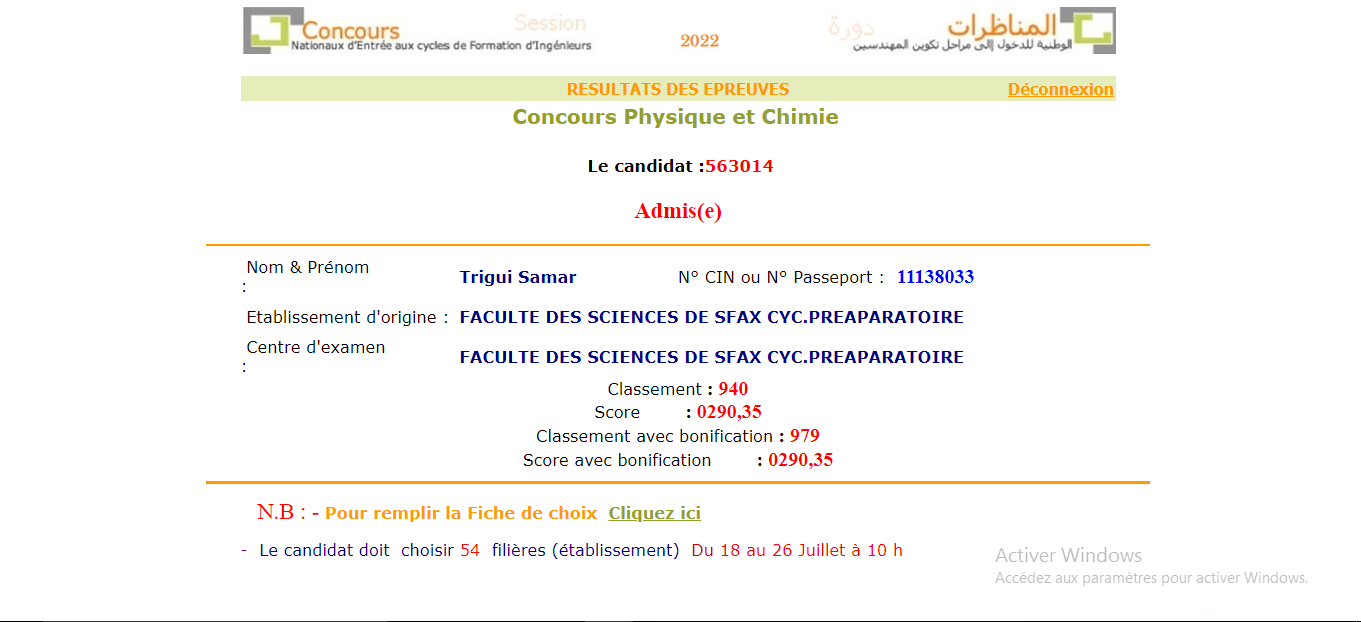 Concours
Session
Nationaux d'Entrée aux cycles de Formation d'Ingénieurs
2022
دورة
المناظرات
الوطنية للدخول إلى مراحل تكوين المهندسين
RESULTATS DES EPREUVES
Déconnexion
Concours Physique et Chimie
Le candidat :563014
Admis(e)
Nom & Prénom : Trigui Samar N° CIN ou N° Passeport : 11138033
Etablissement d'origine : FACULTE DES SCIENCES DE SFAX CYC.PREAPARATOIRE
Centre d'examen : FACULTE DES SCIENCES DE SFAX CYC.PREAPARATOIRE
Classement : 940
Score : 0290,35
Classement avec bonification : 979
Score avec bonification : 0290,35
N.B : - Pour remplir la Fiche de choix Cliquez ici
- Le candidat doit choisir 54 filières (établissement) Du 18 au 26 Juillet à 10 h
Activer Windows
Accédez aux paramètres pour activer Windows.